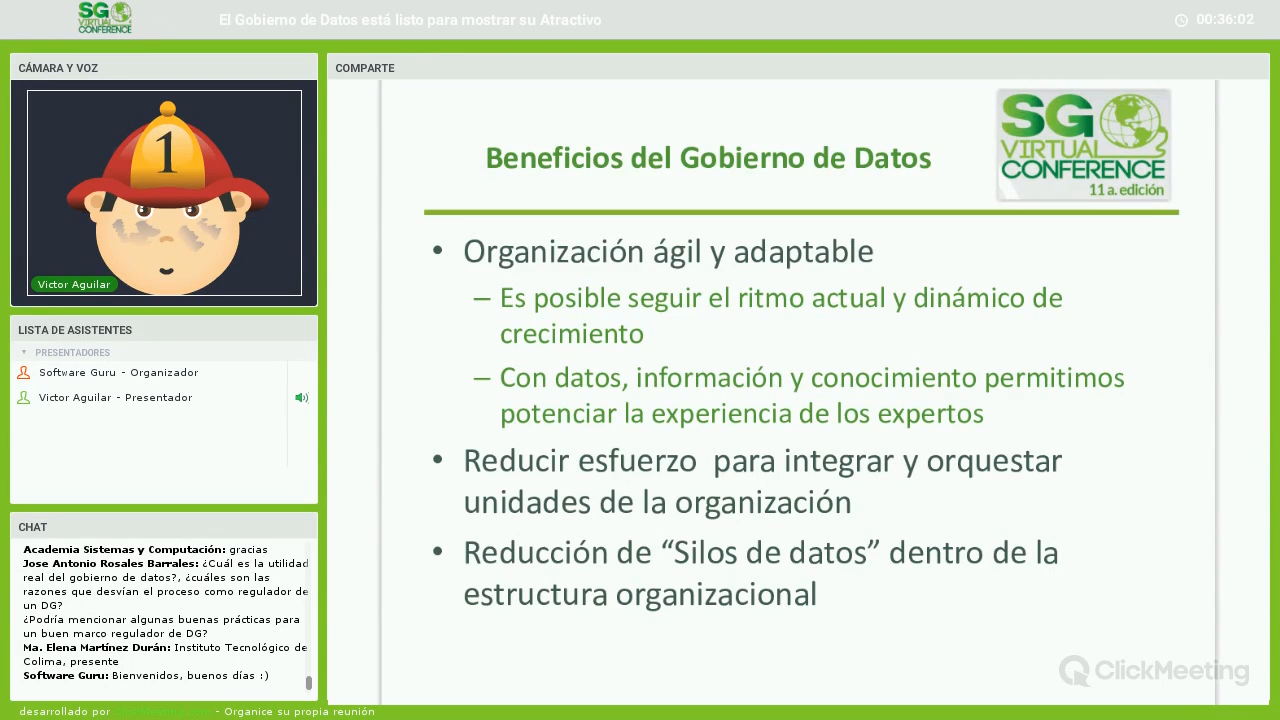 SG
VIRTUAL
CONFERENCE
El Gobierno de Datos está listo para mostrar su Atractivo
00:36:02
CÁMARA Y VOZ
1
Victor Aguilar
LISTA DE ASISTENTES
PRESENTADORES
Software Guru - Organizador
Victor Aguilar - Presentador
CHAT
Academia Sistemas y Computación: gracias
Jose Antonio Rosales Barrales: ¿Cuál es la utilidad
real del gobierno de datos?, ¿cuáles son las
razones que desvían el proceso como regulador de
un DG?
¿Podría mencionar algunas buenas prácticas para
un buen marco regulador de DG?
Ma. Elena Martínez Durán: Instituto Tecnológico de
Colima, presente
Software Guru: Bienvenidos, buenos días :)
COMPARTE
Beneficios del Gobierno de Datos
SG
VIRTUAL
CONFERENCE
11 a. edición
• Organización ágil y adaptable
– Es posible seguir el ritmo actual y dinámico de
crecimiento
– Con datos, información y conocimiento permitimos
potenciar la experiencia de los expertos
• Reducir esfuerzo para integrar y orquestar
unidades de la organización
• Reducción de “Silos de datos” dentro de la
estructura organizacional
ClickMeeting
desarrollado por - Organice su propia reunión